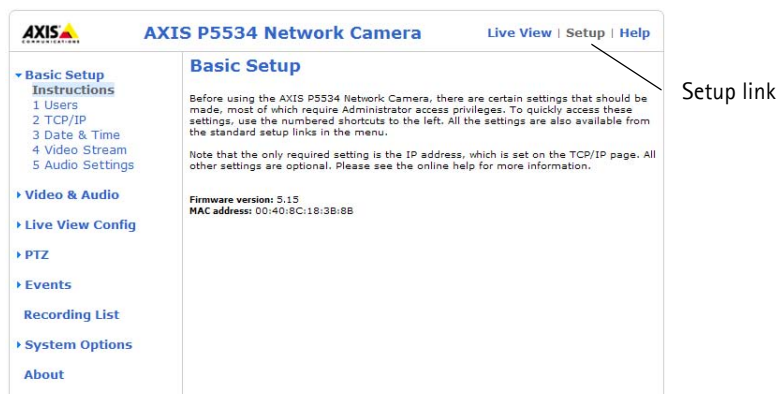 AXIS
COMMUNICATIONS
AXIS P5534 Network Camera
Live View | Setup | Help
Setup link
Basic Setup
Instructions
1 Users
2 TCP/IP
3 Date & Time
4 Video Stream
5 Audio Settings
Video & Audio
Live View Config
PTZ
Events
Recording List
System Options
About
Basic Setup
Before using the AXIS P5534 Network Camera, there are certain settings that should be
made, most of which require Administrator access privileges. To quickly access these
settings, use the numbered shortcuts to the left. All the settings are also available from
the standard setup links in the menu.
Note that the only required setting is the IP address, which is set on the TCP/IP page. All
other settings are optional. Please see the online help for more information.
Firmware version: 5.15
MAC address: 00:40:8C:18:3B:8B